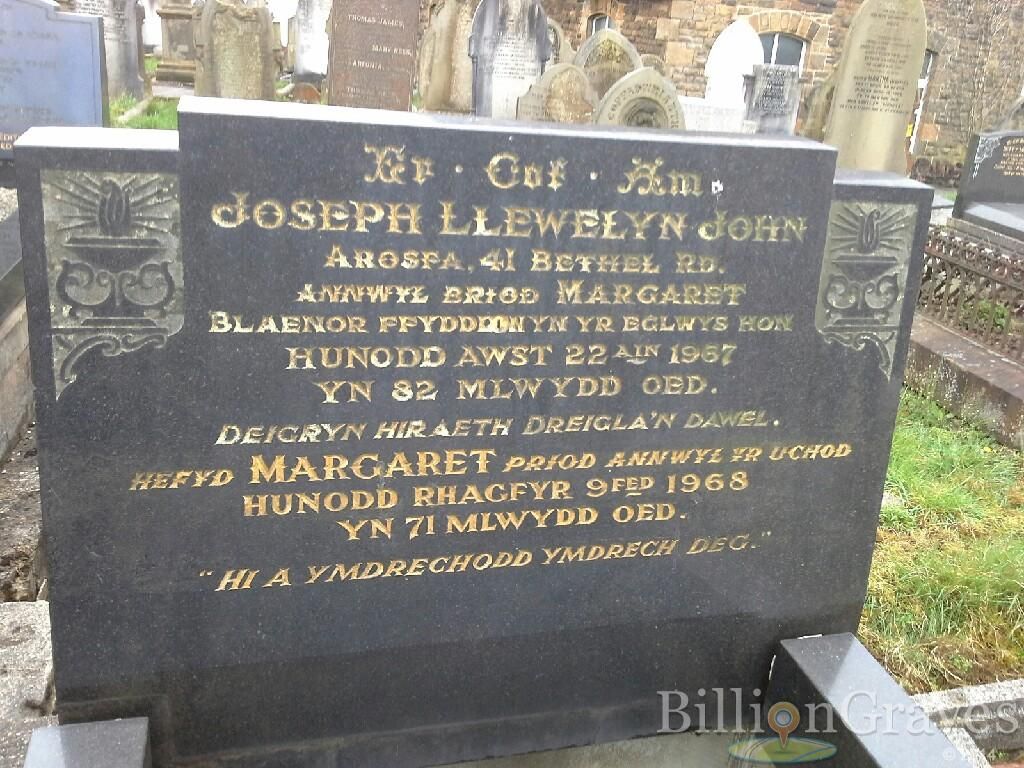 Er · Cof · Am
JOSEPH LLEWELYN JOHN
AROSFA, 41 BETHEL RD.
ANNWYL BRIOD MARGARET
BLAENOR FFYDDLON YN YR EGLWYS HON
HUNODD AWST 22AIN 1967
YN 82 MLWYDD OED.
DEIGRYN HIRAETH DREIGLA'N DAWEL.
HEFYD MARGARET PRIOD ANNWYL YR UCHOD
HUNODD RHAGFYR 9FED 1968
YN 71 MLWYDD OED.
"HI A YMDRECHODD YMDRECH DEG."
THOMAS JAMES,
BillionGraves